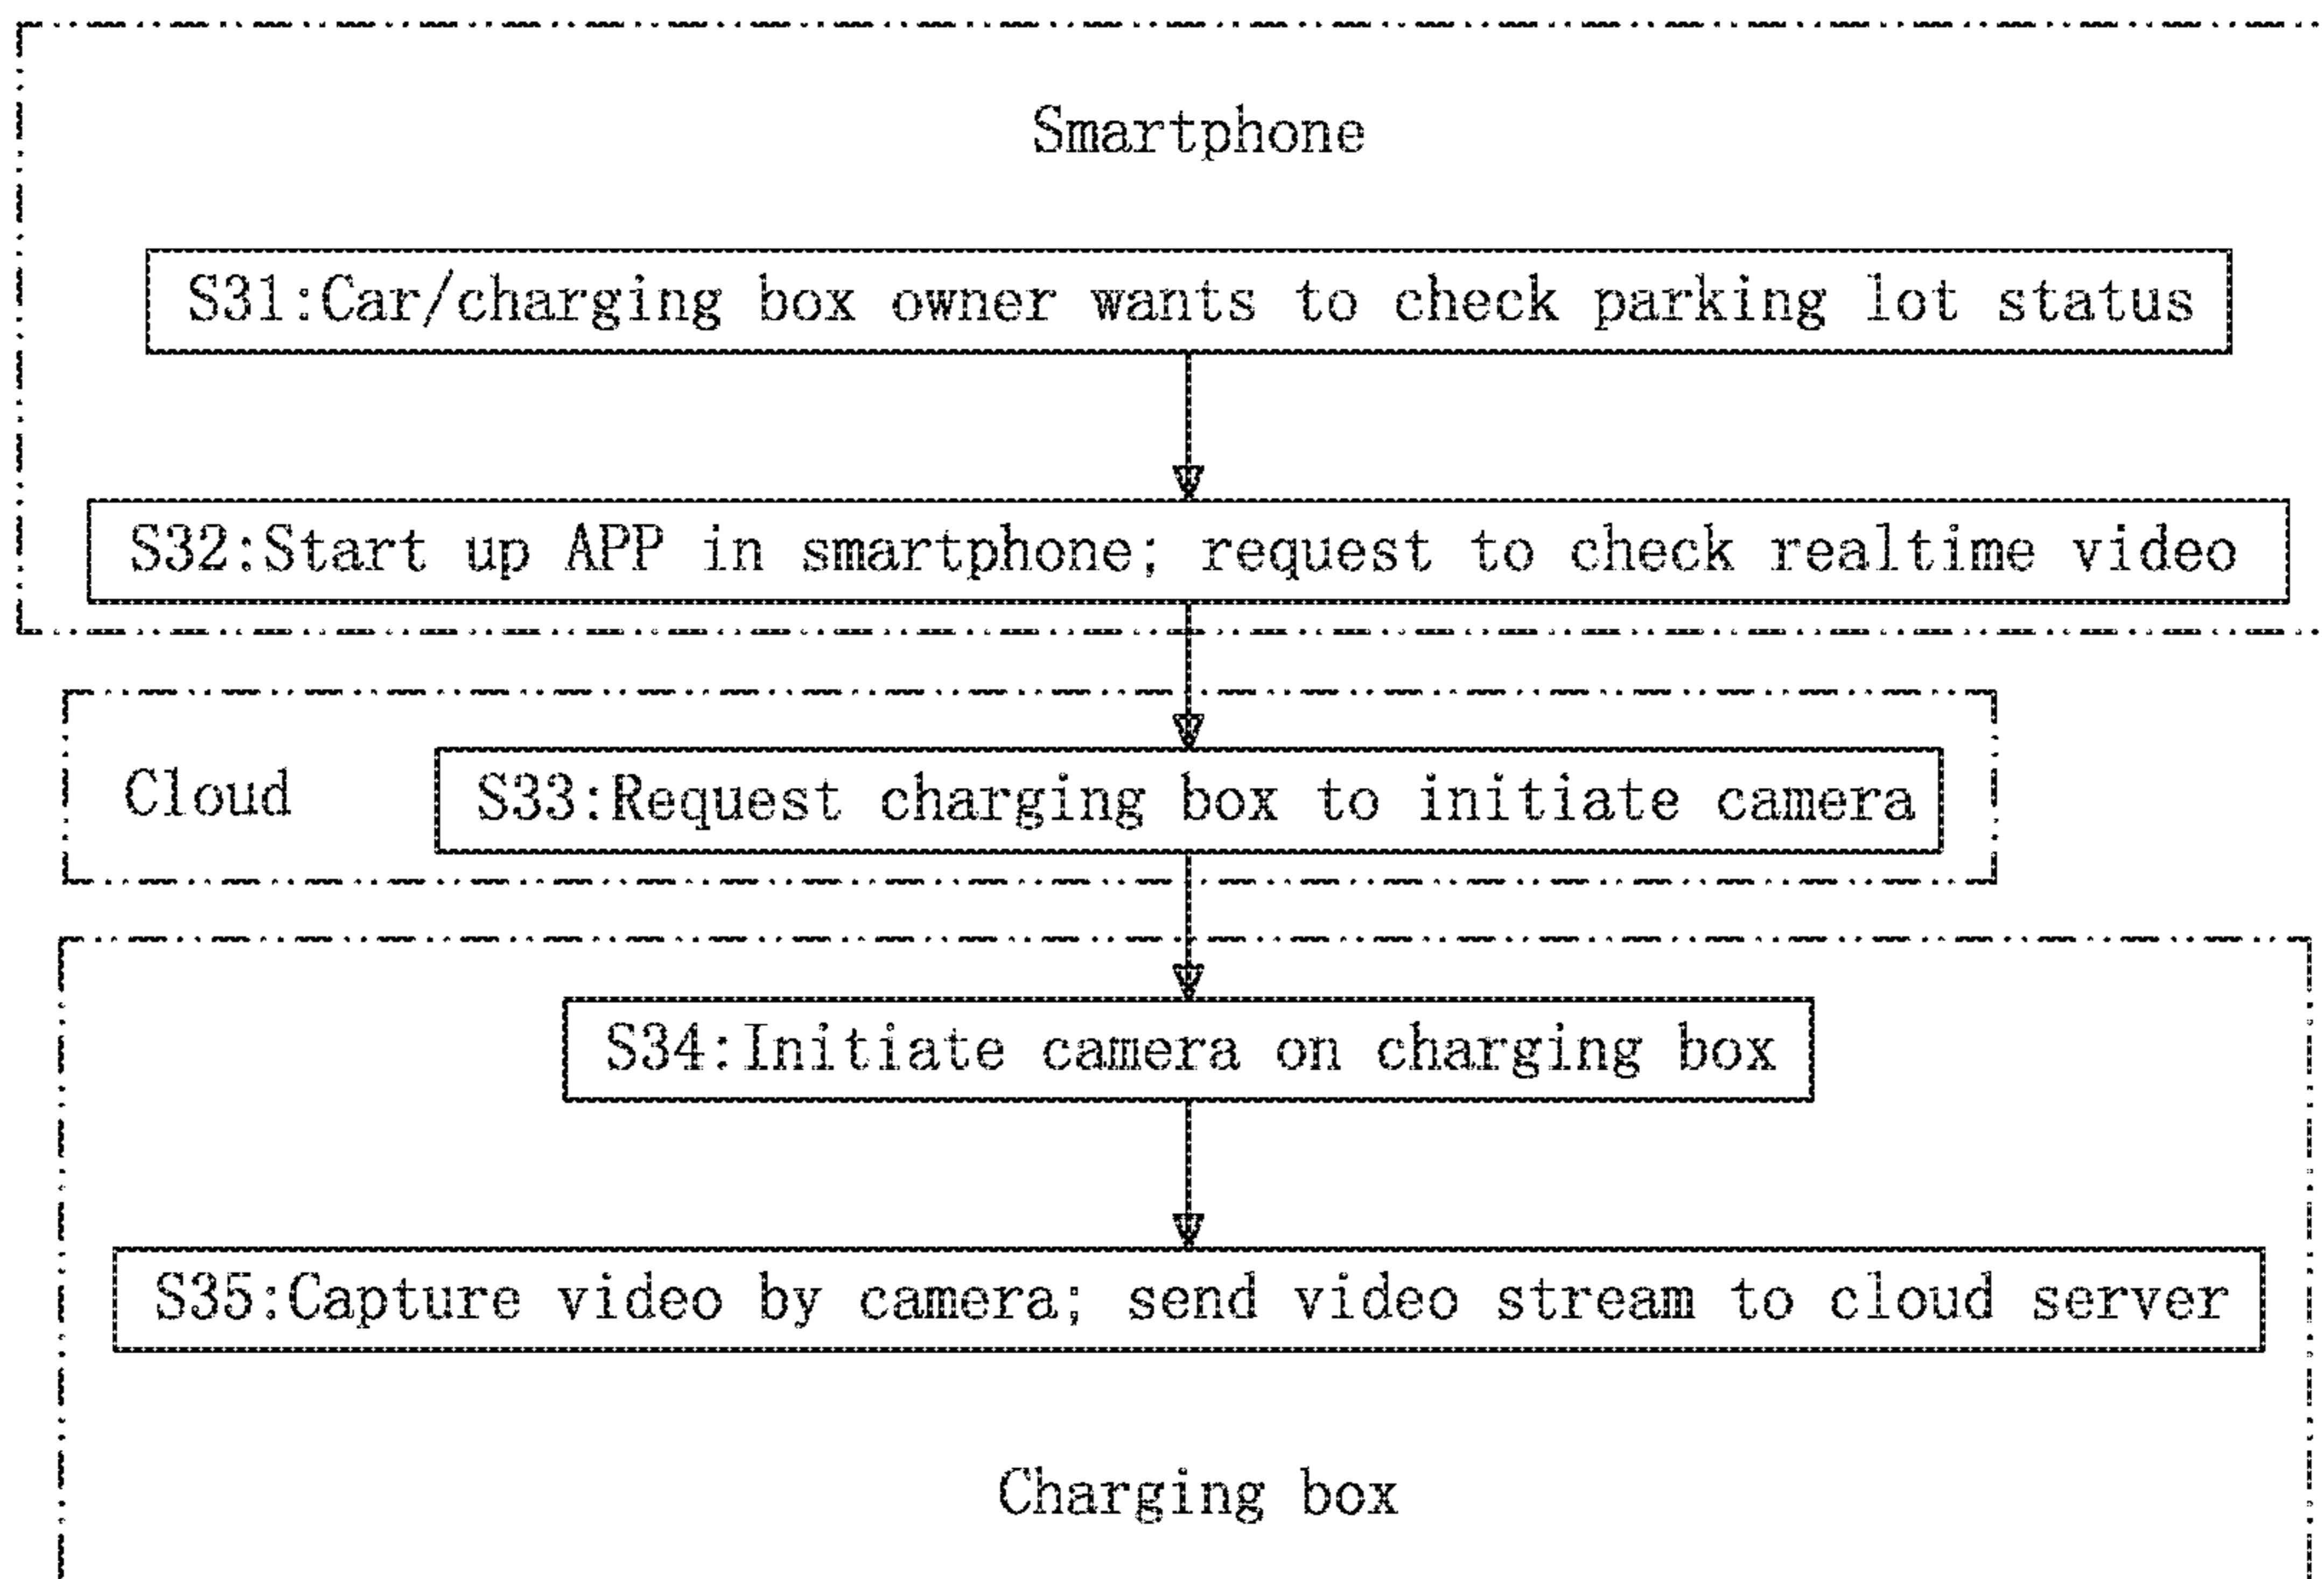 Smartphone
S31:Car/charging box owner wants to check parking lot status
S32:Start up APP in smartphone; request to check realtime video
Cloud
S33:Request charging box to initiate camera
S34:Initiate camera on charging box
S35:Capture video by camera; send video stream to cloud server
Charging box